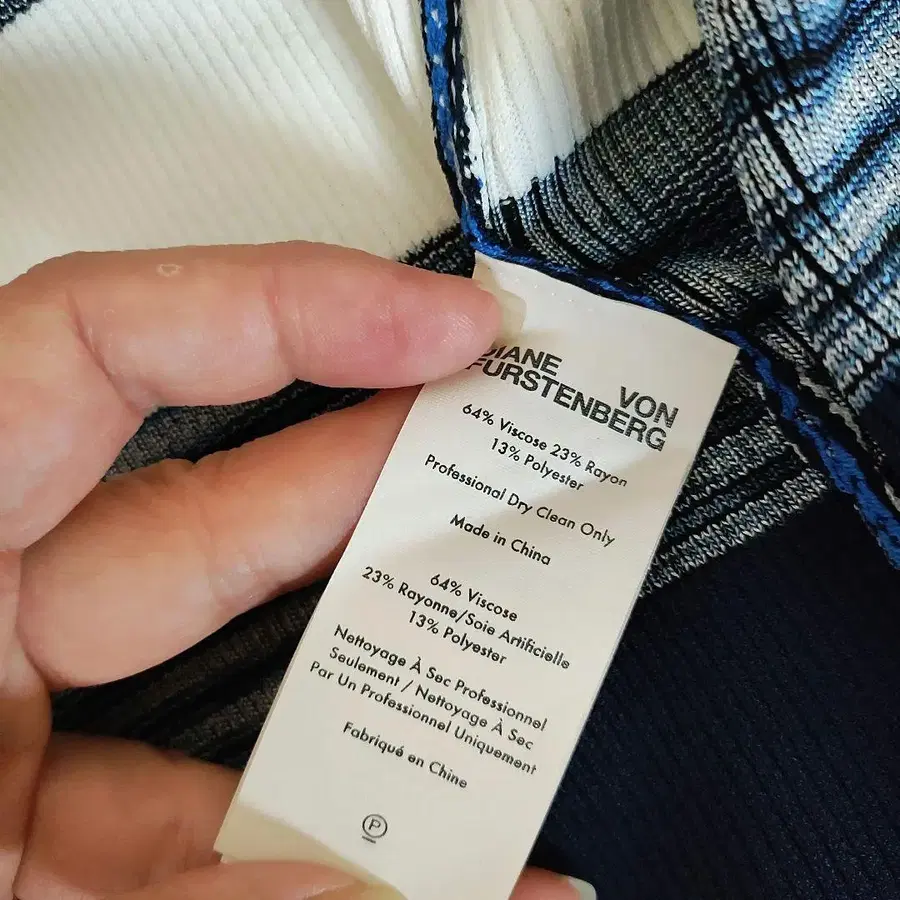 DIANE
VON
FURSTENBERG
64% Viscose 23% Rayon
13% Polyester
Professional Dry Clean Only
Made in China
64% Viscose
23% Rayonne/Soie Artificielle
13% Polyester
Nettoyage À Sec Professionnel
Seulement / Nettoyage À Sec
Par Un Professionnel Uniquement
Fabriqué en Chine
P